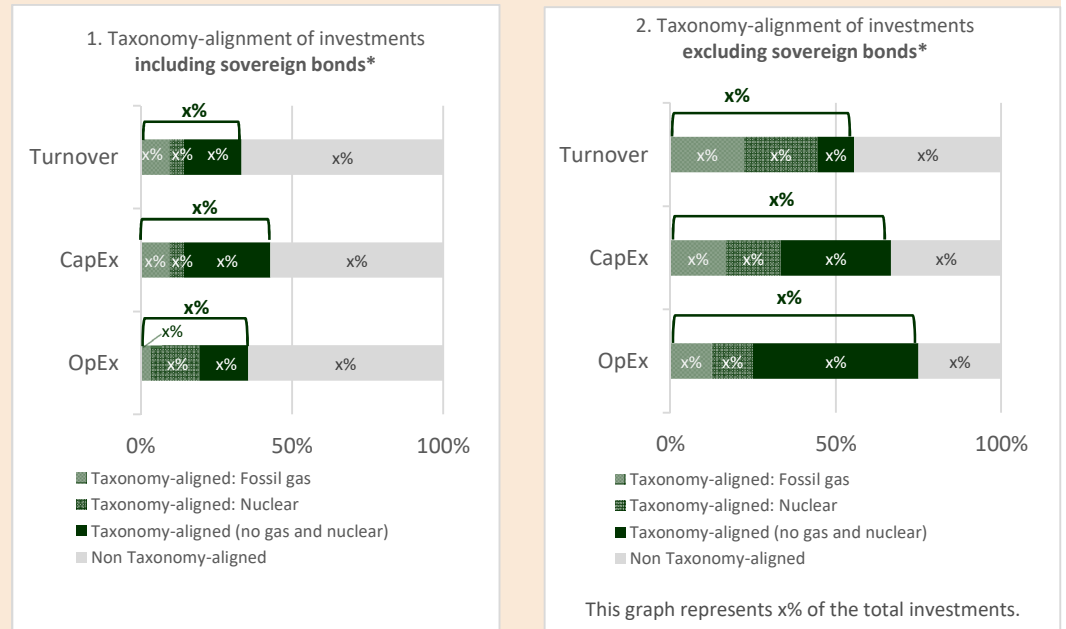 1. Taxonomy-alignment of investments
including sovereign bonds*
x%
Turnover
x% x% x% x%
x%
CapEx
x% x% x% x%
x%
x%
OpEx
x% x% x%
0% 50% 100%
Taxonomy-aligned: Fossil gas
Taxonomy-aligned: Nuclear
Taxonomy-aligned (no gas and nuclear)
Non Taxonomy-aligned
2. Taxonomy-alignment of investments
excluding sovereign bonds*
x%
Turnover
x% x% x% x%
x%
CapEx
x% x% x% x%
x%
OpEx
x% x% x% x%
0% 50% 100%
Taxonomy-aligned: Fossil gas
Taxonomy-aligned: Nuclear
Taxonomy-aligned (no gas and nuclear)
Non Taxonomy-aligned
This graph represents x% of the total investments.